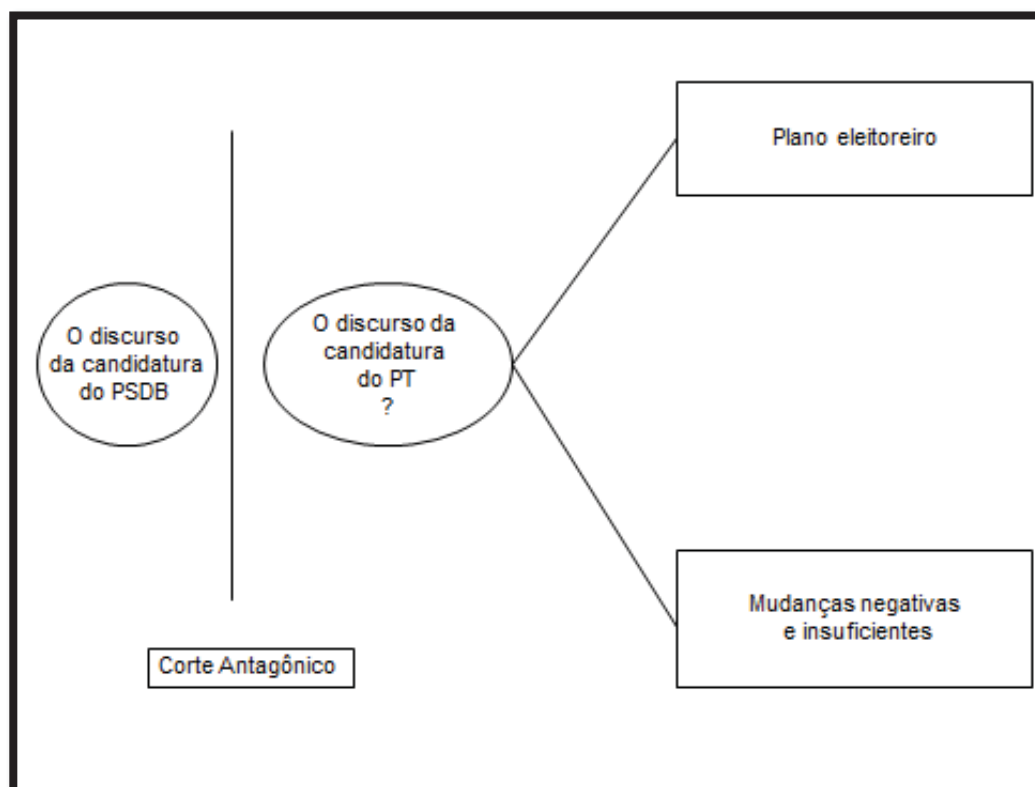 Plano eleitoreiro
O discurso
da candidatura
do PSDB
O discurso da
candidatura
do PT
?
Mudanças negativas
e insuficientes
Corte Antagônico